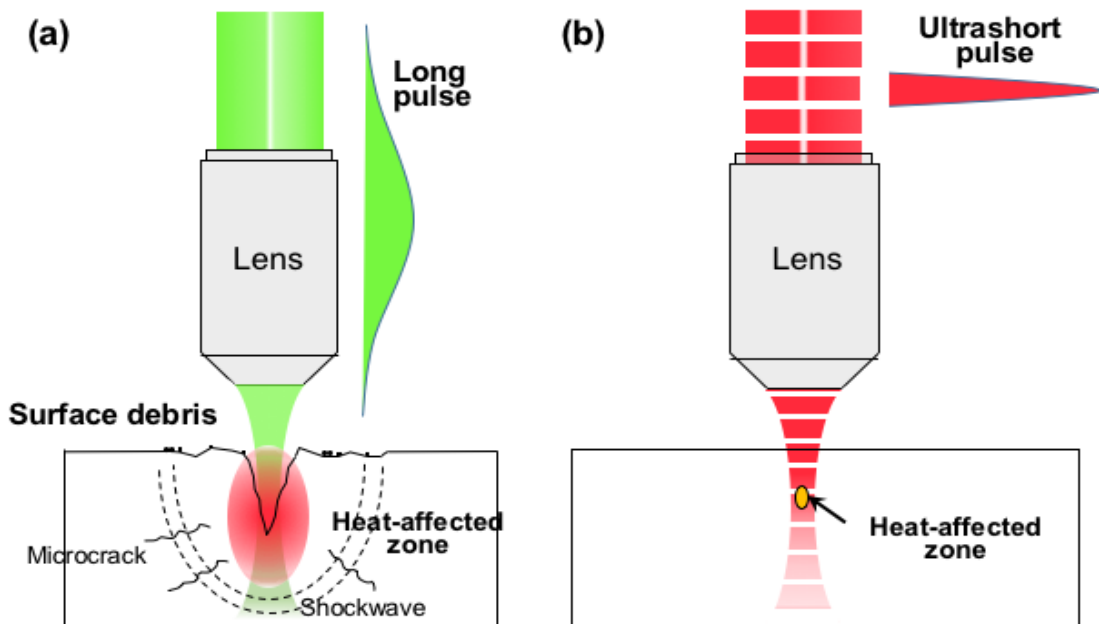 (a)
Long
pulse
Lens
Surface debris
Heat-affected
zone
Microcrack
Shockwave
(b)
Ultrashort
pulse
Lens
Heat-affected
zone